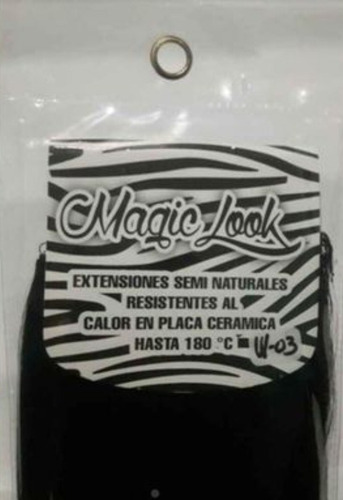 Magic Look
EXTENSIONES SEMI NATURALES
RESISTENTES AL
CALOR EN PLACA CERAMICA
HASTA 180 °C
W-03